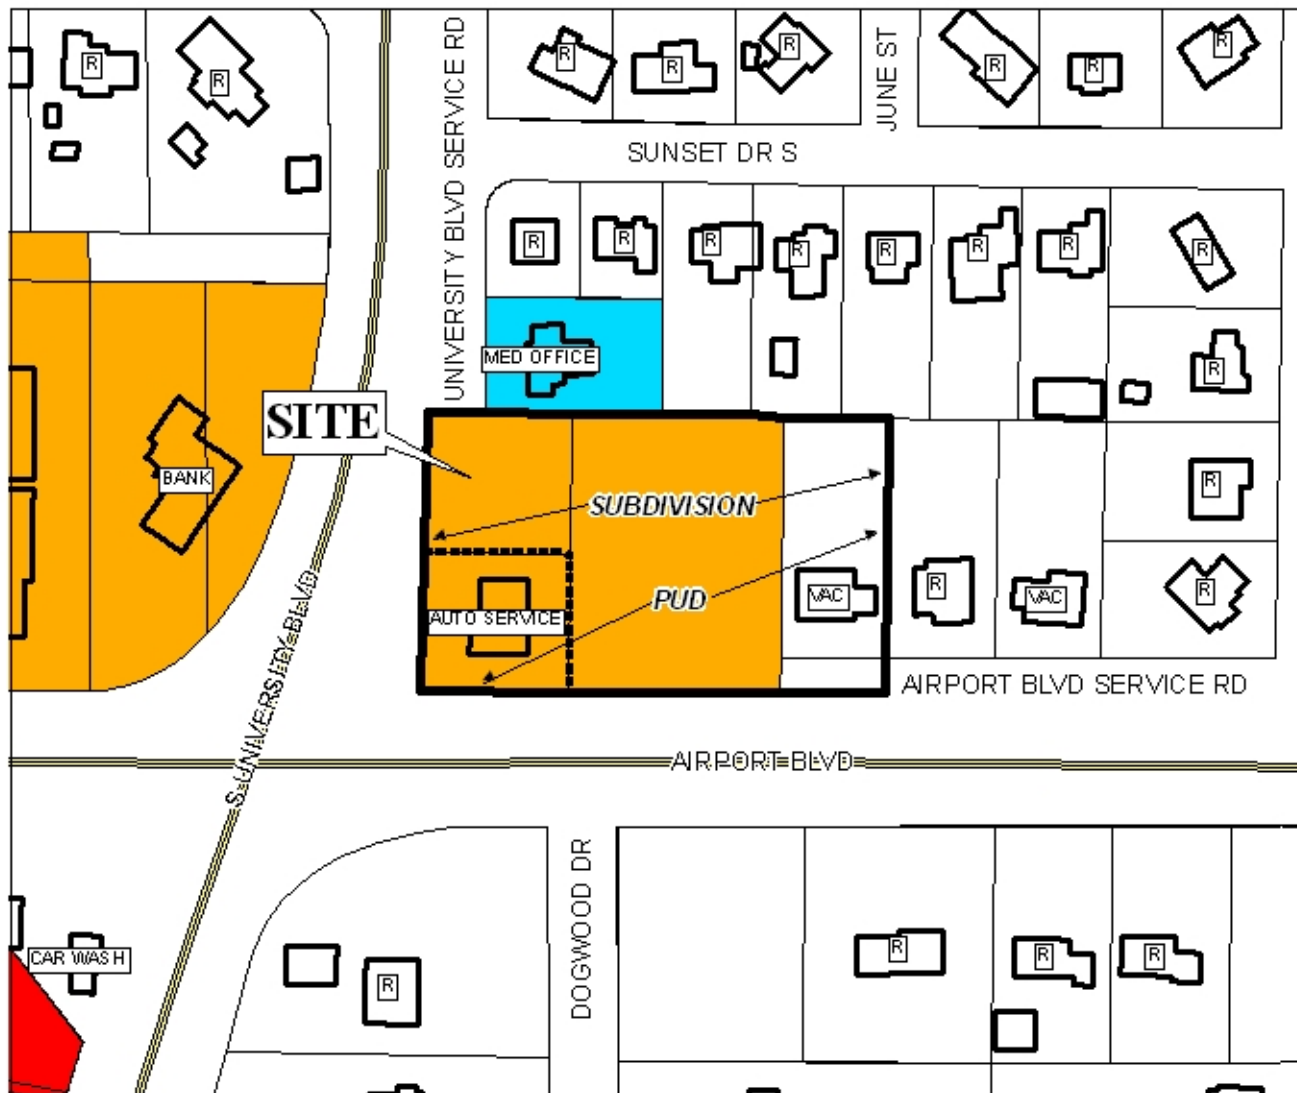 UNIVERSITY BLVD SERVICE RD
JUNE ST
R
R
R
R
R
R
R
R
SUNSET DR S
R
R
R
R
R
R
R
R
MED OFFICE
R
SITE
BANK
SUBDIVISION
R
PUD
AUTO SERVICE
VAC
R
VAC
R
S UNIVERSITY BLVD
AIRPORT BLVD SERVICE RD
AIRPORT BLVD
DOGWOOD DR
CAR WASH
R
R
R
R